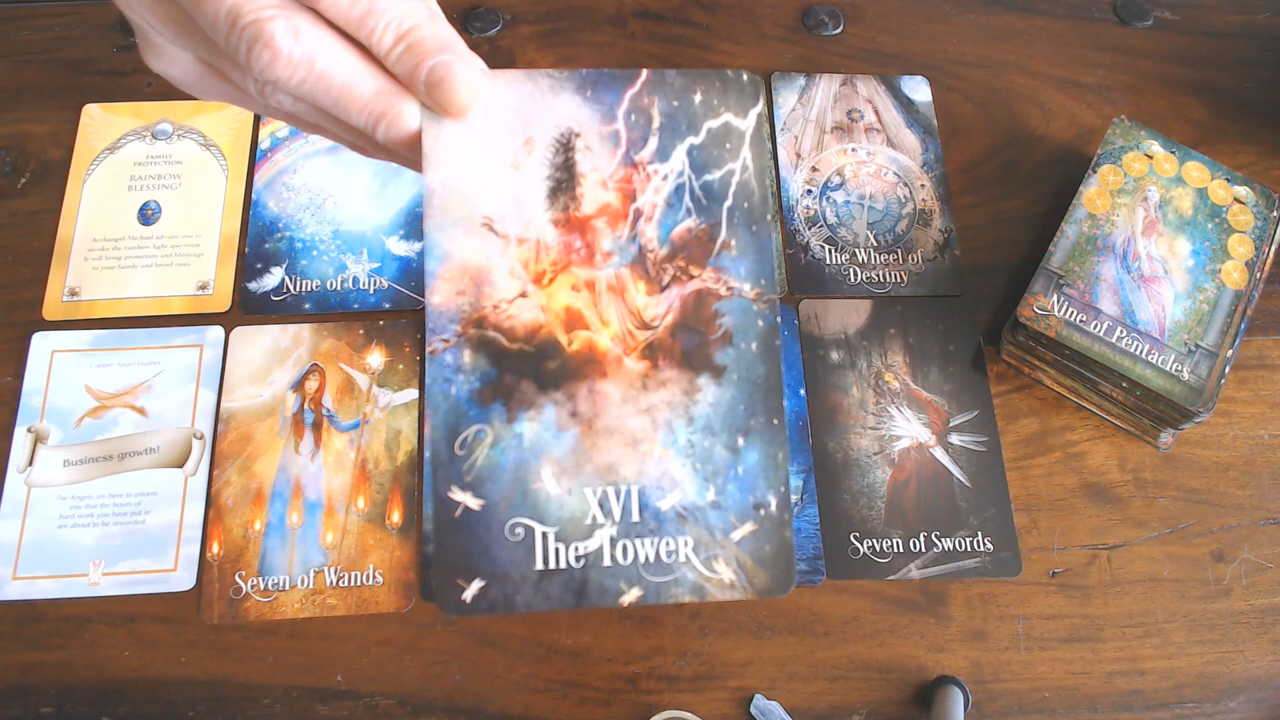 FAMILY
PROTECTION
RAINBOW
BLESSING!
Archangel Michael advises you to
invoke the rainbow light spectrum.
It will bring protection and blessings
to your family and loved ones.
Nine of Cups
X
The Wheel of
Destiny
Nine of Pentacles
Copper Angel Feather
Business growth!
The Angels are here to inform
you that the hours of
hard work you have put in
are about to be rewarded.
Seven of Wands
XVI
The Tower
Seven of Swords